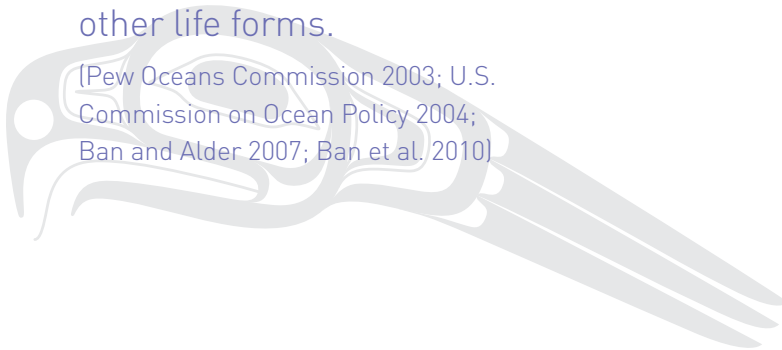 other life forms.
(Pew Oceans Commission 2003; U.S.
Commission on Ocean Policy 2004;
Ban and Alder 2007; Ban et al. 2010)